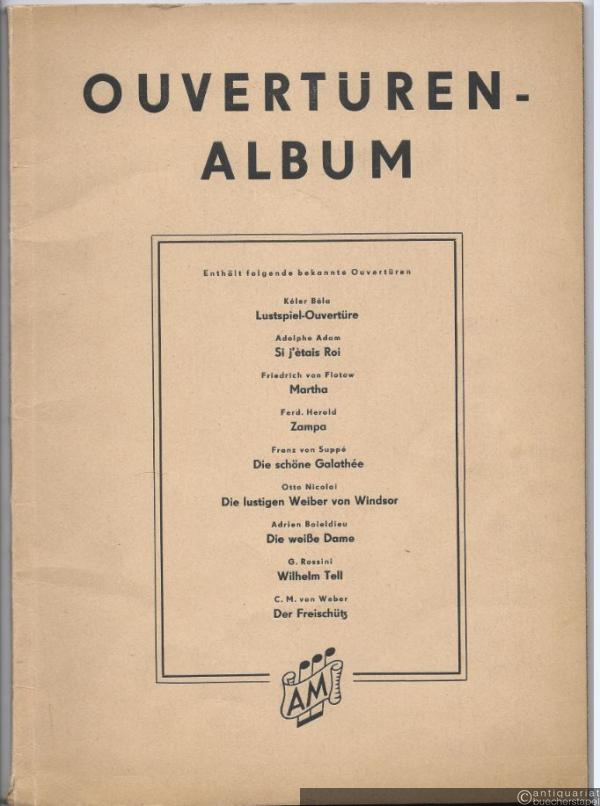 OUVERTÜREN-
ALBUM
Enthält folgende bekannte Ouvertüren
Kéler Béla
Lustspiel-Ouvertüre
Adolphe Adam
Si j'ètais Roi
Friedrich von Flotow
Martha
Ferd. Herold
Zampa
Franz von Suppé
Die schöne Galathée
Otto Nicolai
Die lustigen Weiber von Windsor
Adrien Boieldieu
Die weiße Dame
G. Rossini
Wilhelm Tell
C. M. von Weber
Der Freischütz
AM
©antiquariat
buecherstapel